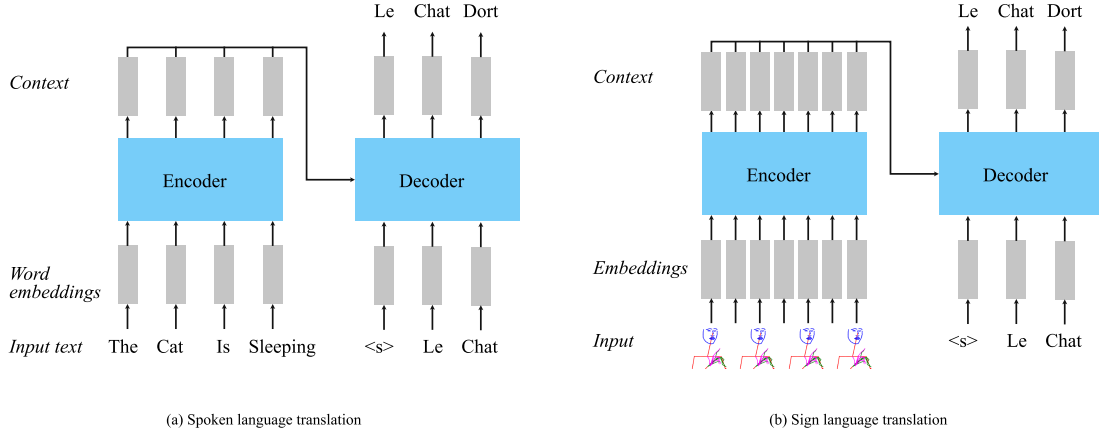 Le Chat Dort
Context
Encoder
Decoder
Word
embeddings
Input text The Cat Is Sleeping <s> Le Chat
(a) Spoken language translation
Le Chat Dort
Context
Encoder
Decoder
Embeddings
Input <s> Le Chat
(b) Sign language translation